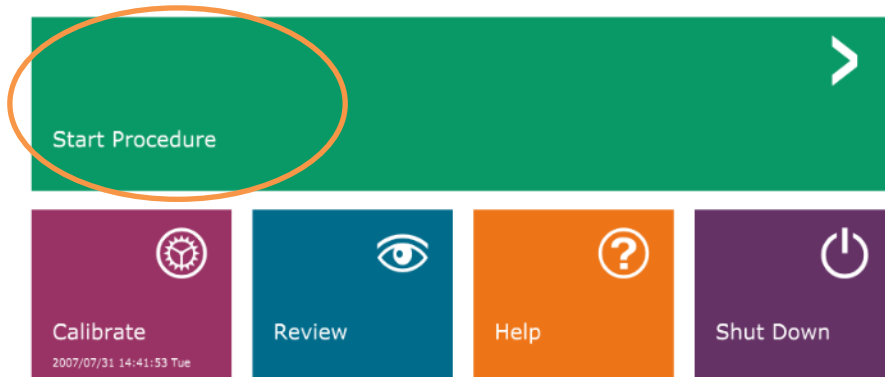 Start Procedure
Calibrate
2007/07/31 14:41:53 Tue
Review
Help
Shut Down